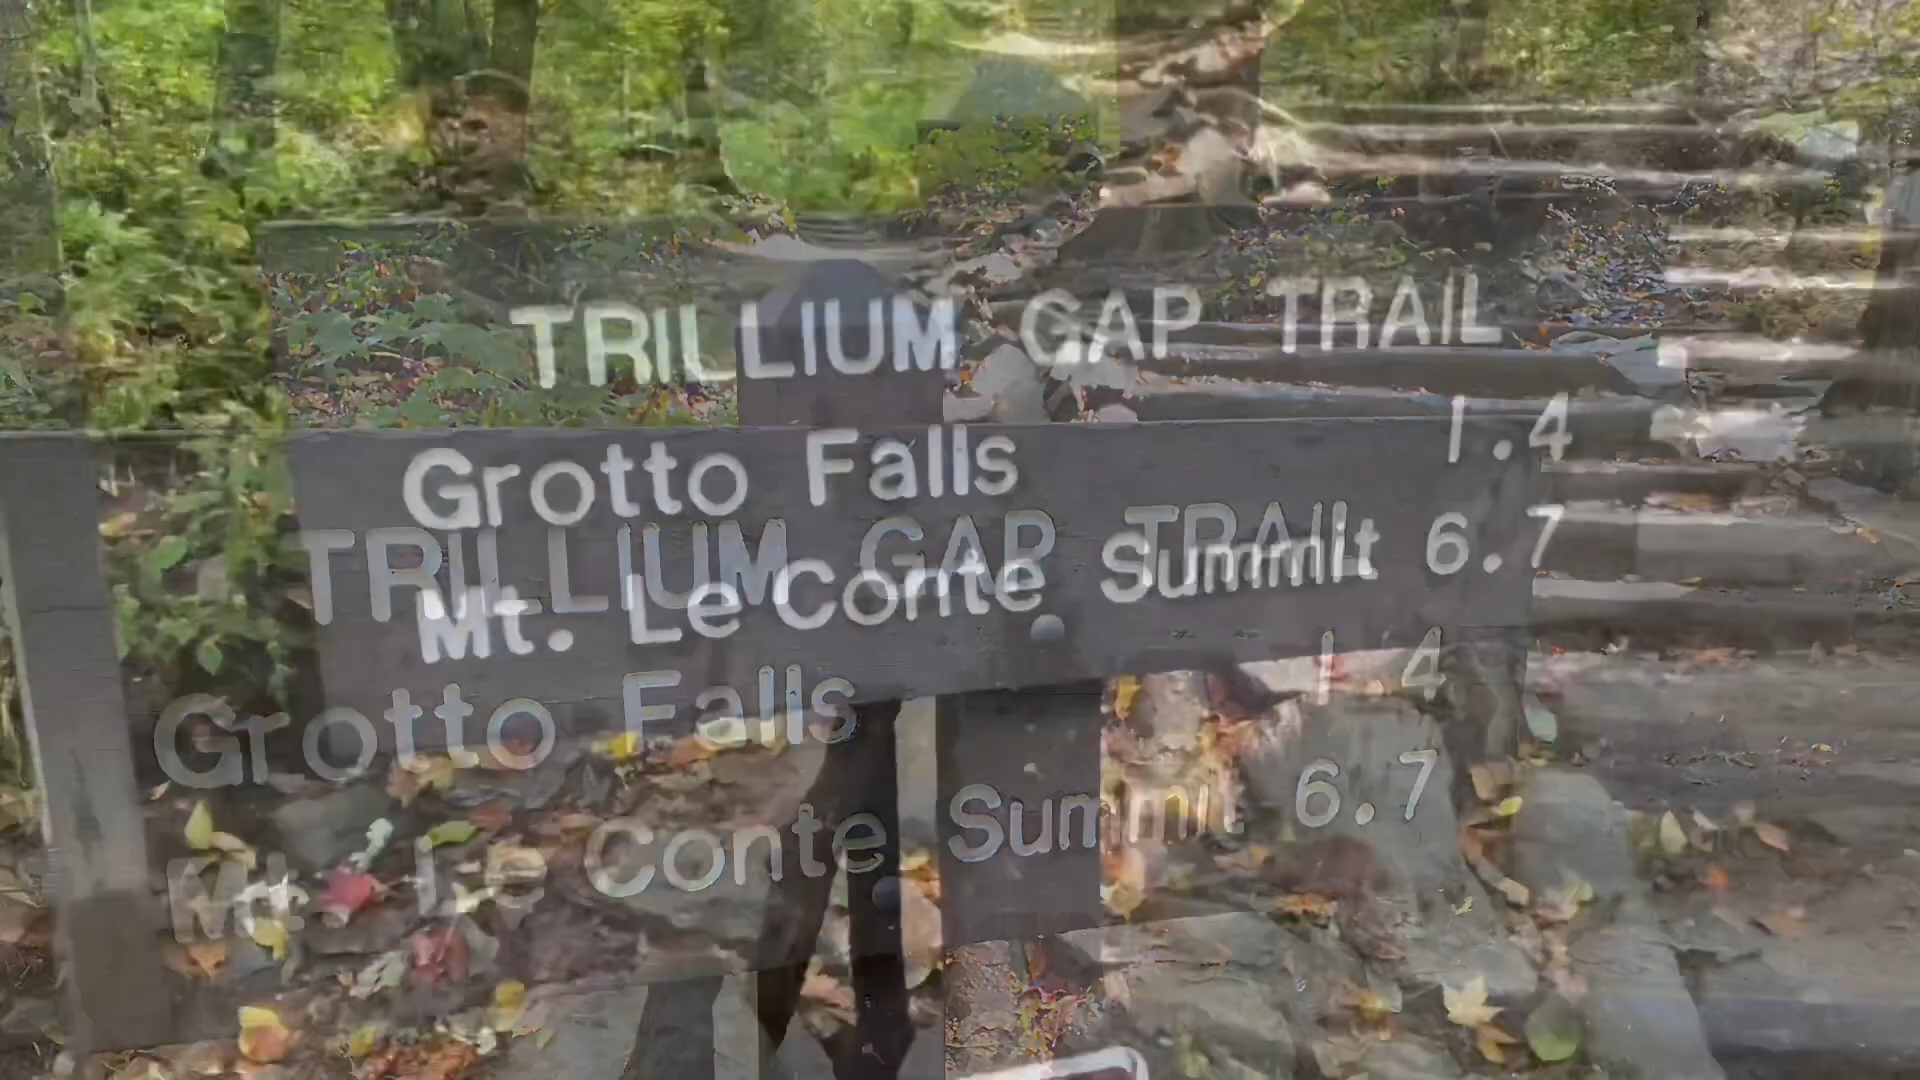 TRILLIUM GAP TRAIL
Grotto Falls 1.4
Mt. Le Conte Summit 6.7
TRILLIUM GAP TRAIL
Grotto Falls 1.4
Mt. Le Conte Summit 6.7